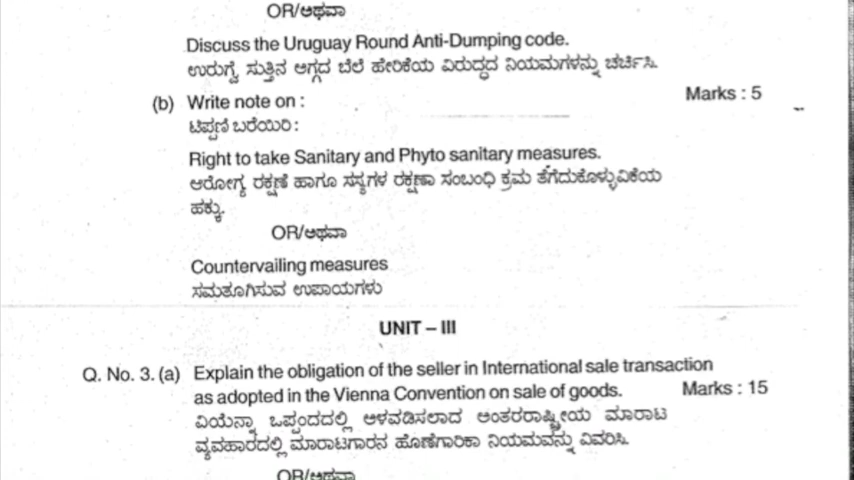 OR/ಅಥವಾ
Discuss the Uruguay Round Anti-Dumping code.
ಉರುಗ್ವೆ ಸುತ್ತಿನ ಅಗ್ಗದ ಬೆಲೆ ಹೇರಿಕೆಯ ವಿರುದ್ಧದ ನಿಯಮಗಳನ್ನು ಚರ್ಚಿಸಿ.
(b) Write note on : Marks : 5
ಟಿಪ್ಪಣಿ ಬರೆಯಿರಿ :
Right to take Sanitary and Phyto sanitary measures.
ಆರೋಗ್ಯ ರಕ್ಷಣೆ ಹಾಗೂ ಸಸ್ಯಗಳ ರಕ್ಷಣಾ ಸಂಬಂಧಿ ಕ್ರಮ ತೆಗೆದುಕೊಳ್ಳುವಿಕೆಯ
ಹಕ್ಕು.
OR/ಅಥವಾ
Countervailing measures
ಸಮತೂಗಿಸುವ ಉಪಾಯಗಳು
UNIT – III
Q. No. 3. (a) Explain the obligation of the seller in International sale transaction
as adopted in the Vienna Convention on sale of goods. Marks : 15
ವಿಯೆನ್ನಾ ಒಪ್ಪಂದದಲ್ಲಿ ಅಳವಡಿಸಲಾದ ಅಂತರರಾಷ್ಟ್ರೀಯ ಮಾರಾಟ
ವ್ಯವಹಾರದಲ್ಲಿ ಮಾರಾಟಗಾರನ ಹೊಣೆಗಾರಿಕಾ ನಿಯಮವನ್ನು ವಿವರಿಸಿ.
OR/ಅಥವಾ